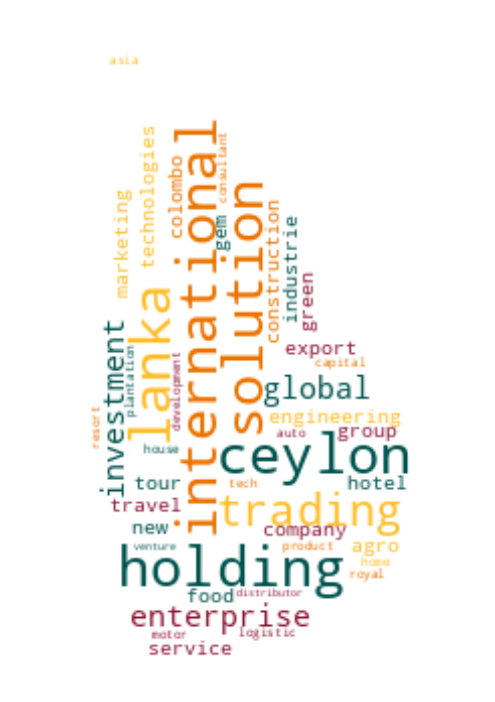 asia
technologies
consultant
international
colombo
solution
gem
marketing
construction
industrie
green
lanka
investment
plantation
development
export
capital
global
resort
engineering
auto
group
ceylon
house
tour
tech
hotel
travel
trading
new
company
venture
product
agro
holding
home
royal
food
distributor
enterprise
motor
logistic
service